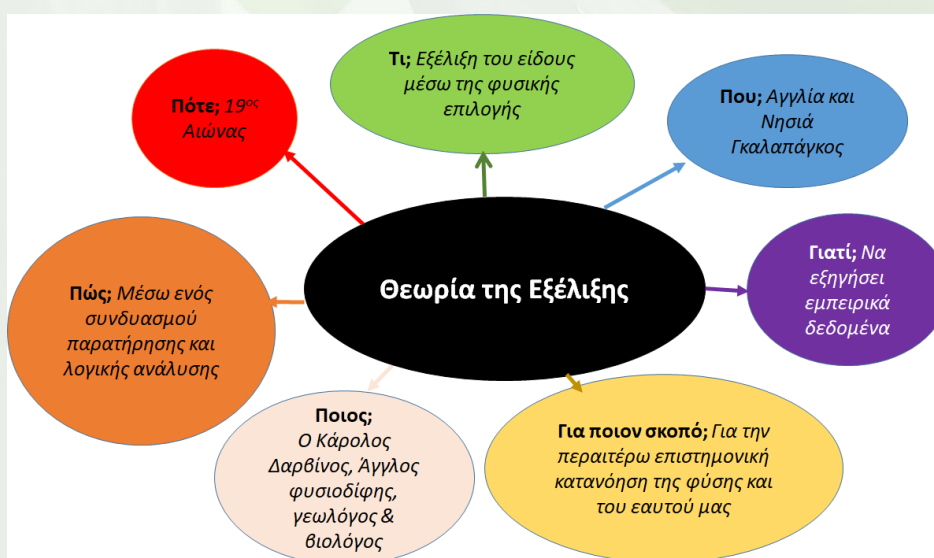 Τι; Εξέλιξη του είδους
μέσω της φυσικής
επιλογής
Πότε; 19ος
Αιώνας
Που; Αγγλία και
Νησιά
Γκαλαπάγκος
Θεωρία της Εξέλιξης
Γιατί; Να
εξηγήσει
εμπειρικά
δεδομένα
Πώς; Μέσω ενός
συνδυασμού
παρατήρησης και
λογικής ανάλυσης
Ποιος;
Ο Κάρολος
Δαρβίνος, Άγγλος
φυσιοδίφης,
γεωλόγος &
βιολόγος
Για ποιον σκοπό; Για την
περαιτέρω επιστημονική
κατανόηση της φύσης και
του εαυτού μας